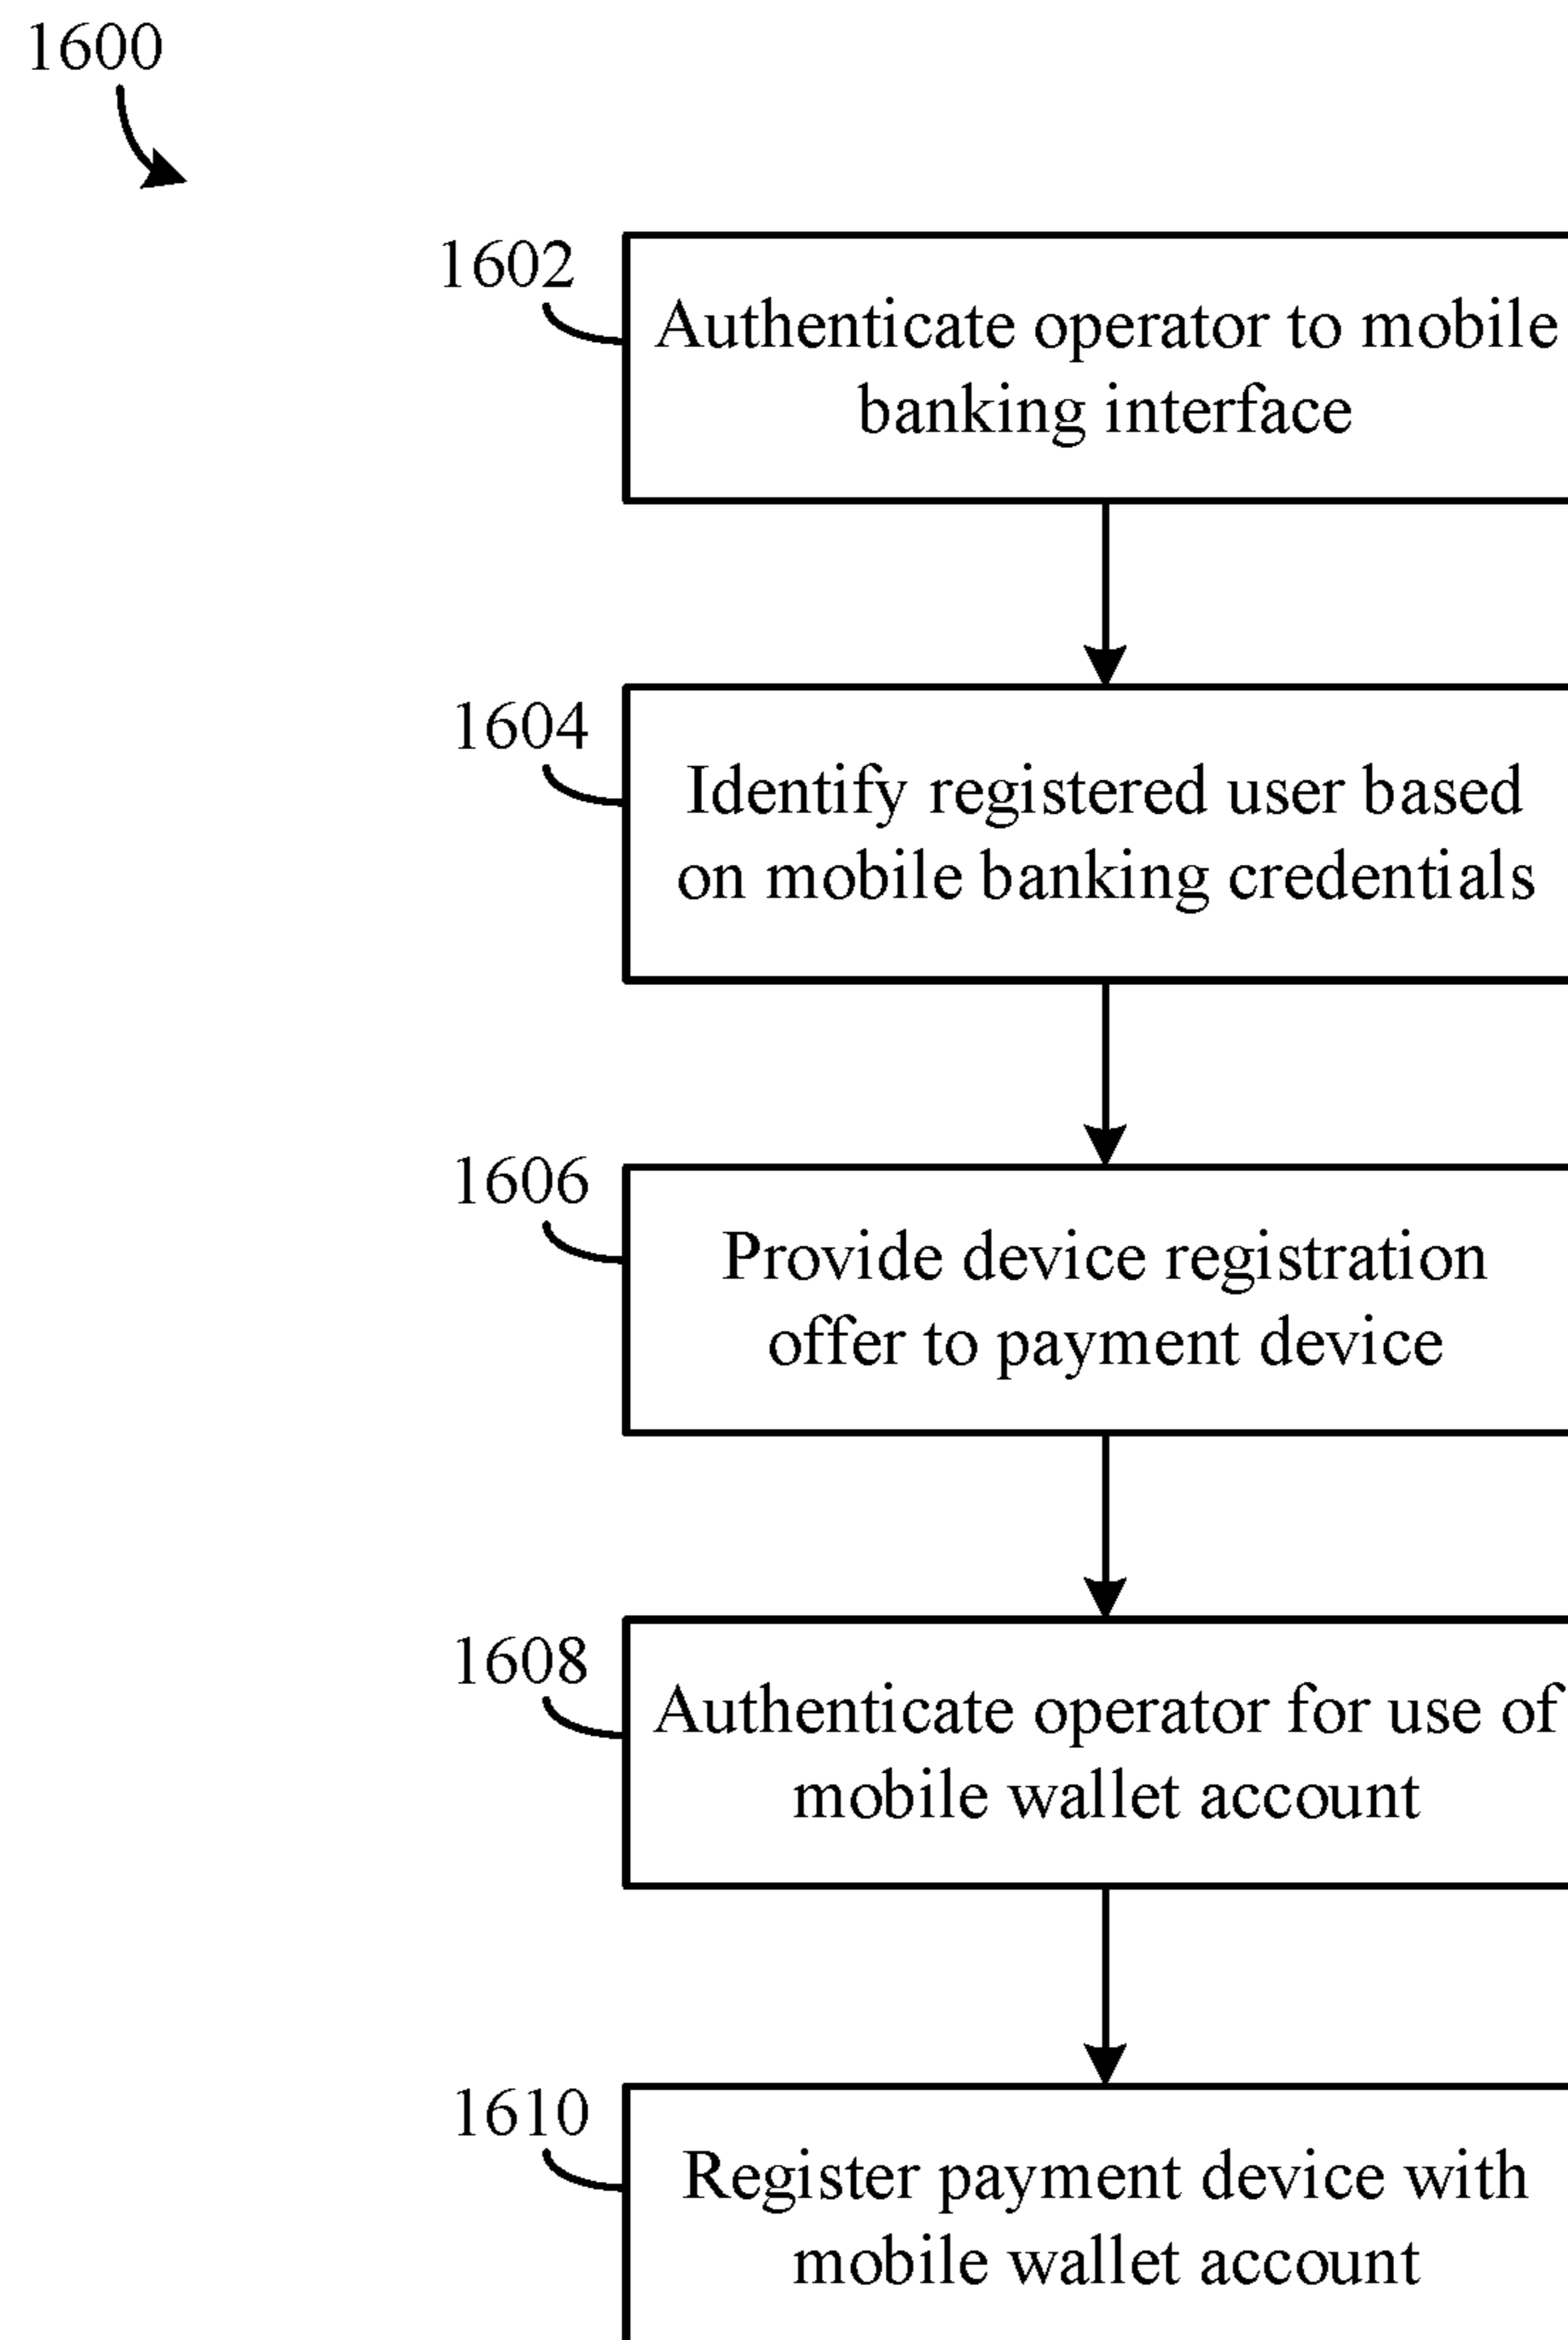 1600
1602
Authenticate operator to mobile
banking interface
1604
Identify registered user based
on mobile banking credentials
1606
Provide device registration
offer to payment device
1608
Authenticate operator for use of
mobile wallet account
1610
Register payment device with
mobile wallet account